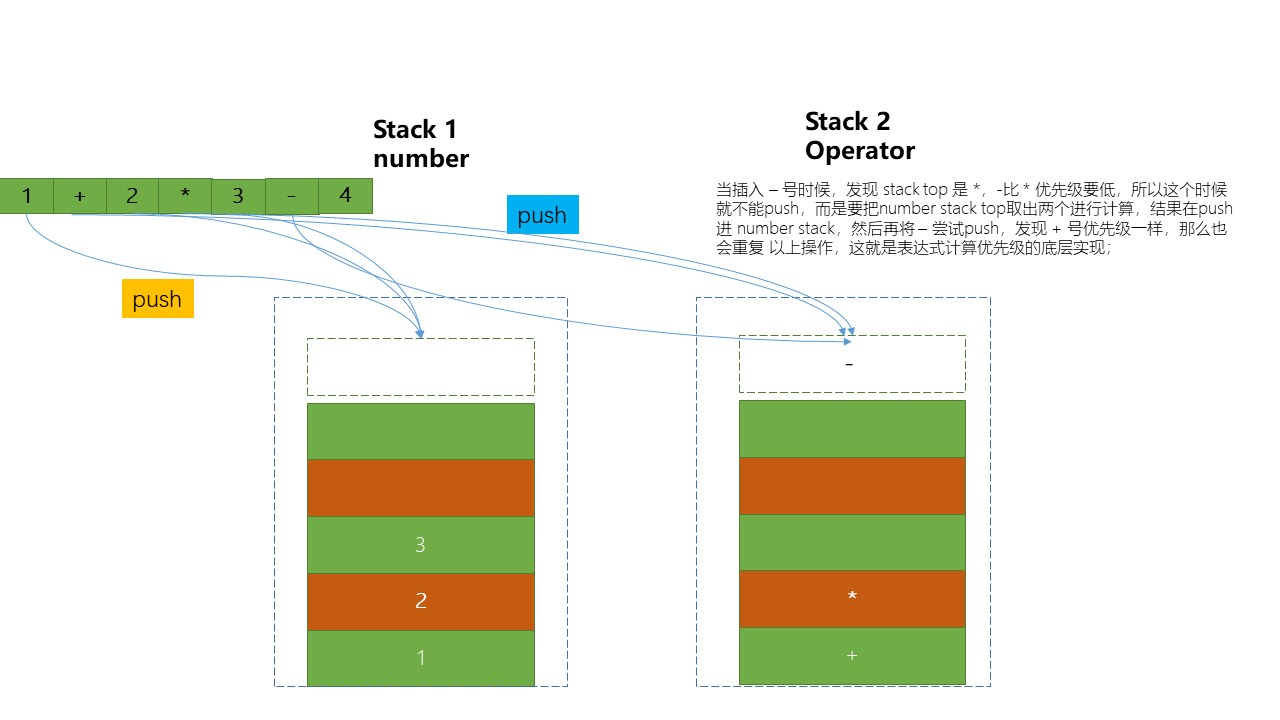 Stack 1
number
Stack 2
Operator
1 + 2 * 3 - 4
push
当插入 – 号时候，发现 stack top 是 *，-比 * 优先级要低，所以这个时候
就不能push，而是要把number stack top取出两个进行计算，结果在push
进 number stack，然后再将 – 尝试push，发现 + 号优先级一样，那么也
会重复 以上操作，这就是表达式计算优先级的底层实现；
push
-
3
2
*
1
+